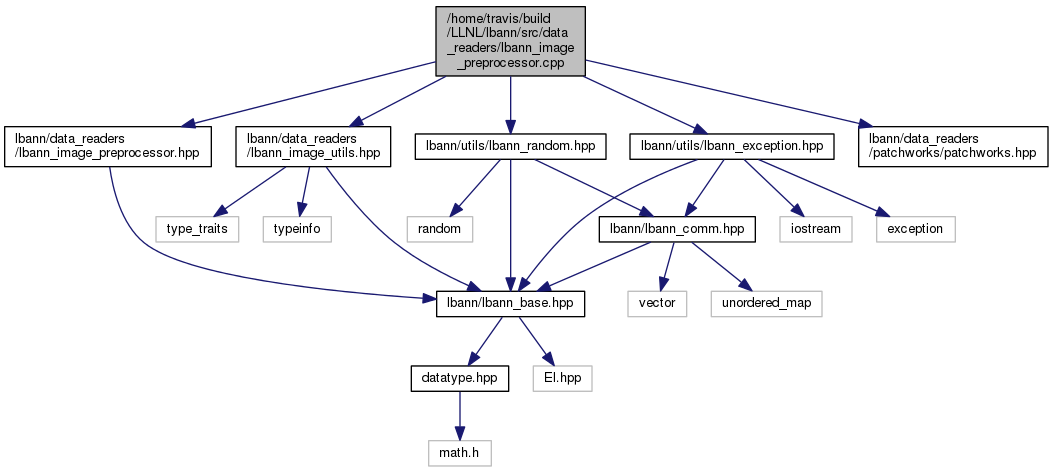 /home/travis/build
/LLNL/lbann/src/data
_readers/lbann_image
_preprocessor.cpp
lbann/data_readers
/lbann_image_preprocessor.hpp
lbann/data_readers
/lbann_image_utils.hpp
lbann/utils/lbann_random.hpp
lbann/utils/lbann_exception.hpp
lbann/data_readers
/patchworks/patchworks.hpp
type_traits
typeinfo
random
lbann/lbann_comm.hpp
iostream
exception
lbann/lbann_base.hpp
vector
unordered_map
datatype.hpp
El.hpp
math.h